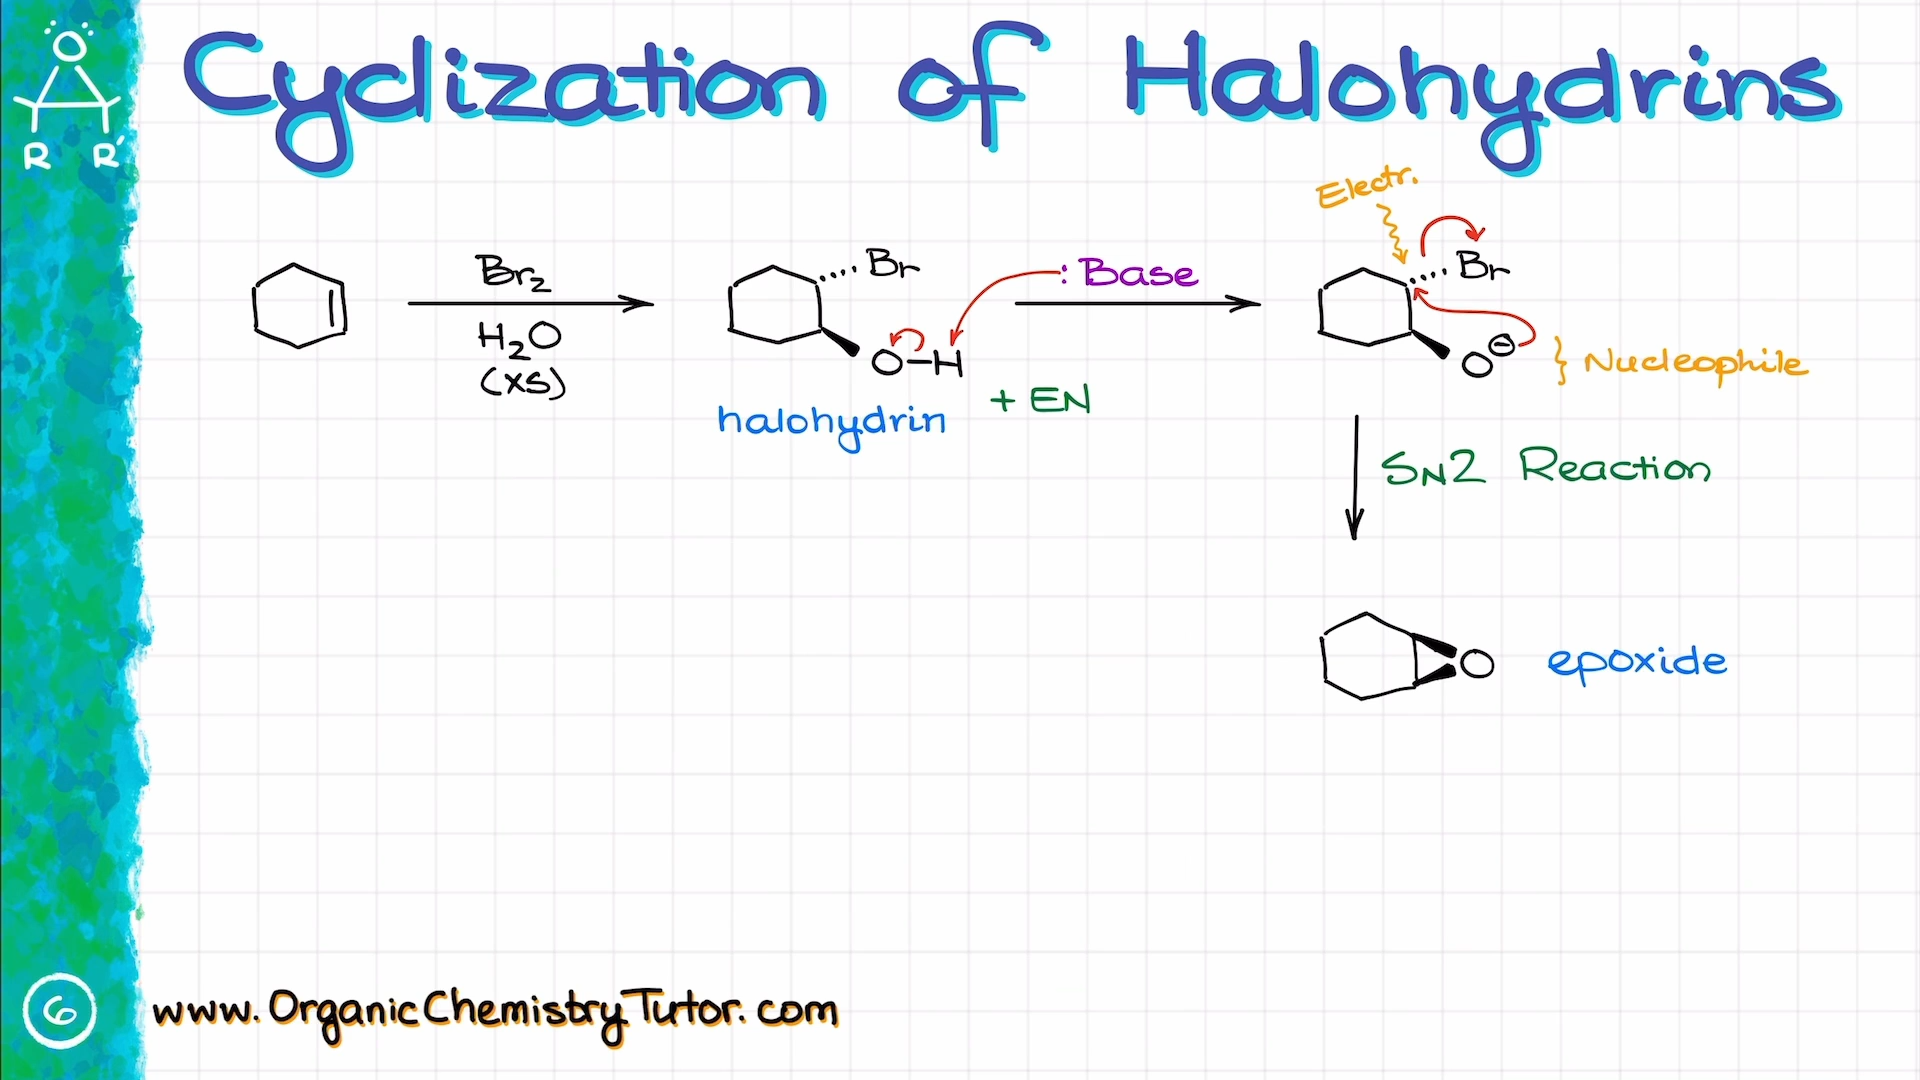 Cyclization of Halohydrins
:O:
R R'
Electr.
Br₂
H₂O
(xs)
Br
O–H
halohydrin
+ EN
:Base
Br
O⊖
} Nucleophile
SN2 Reaction
O
epoxide
6
www.OrganicChemistryTutor.com